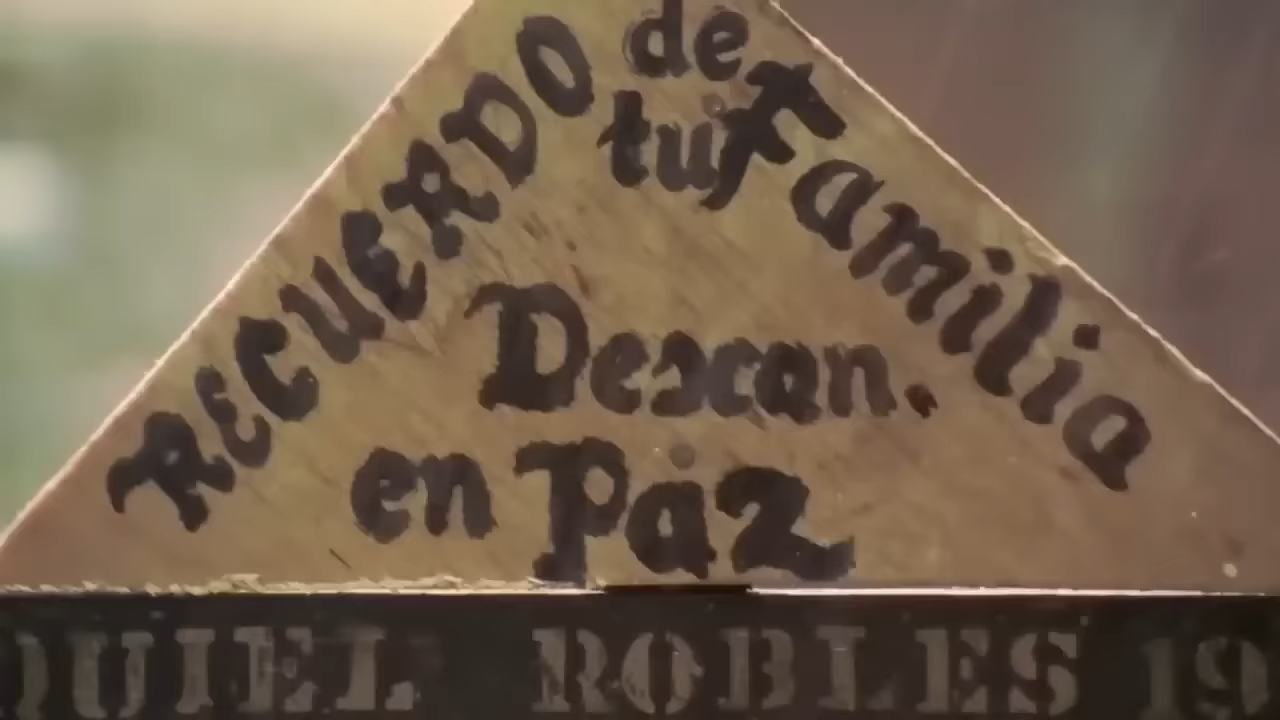 RECUERDO de
tu Familia
Descan.
en Paz
QUIEL ROBLES 19